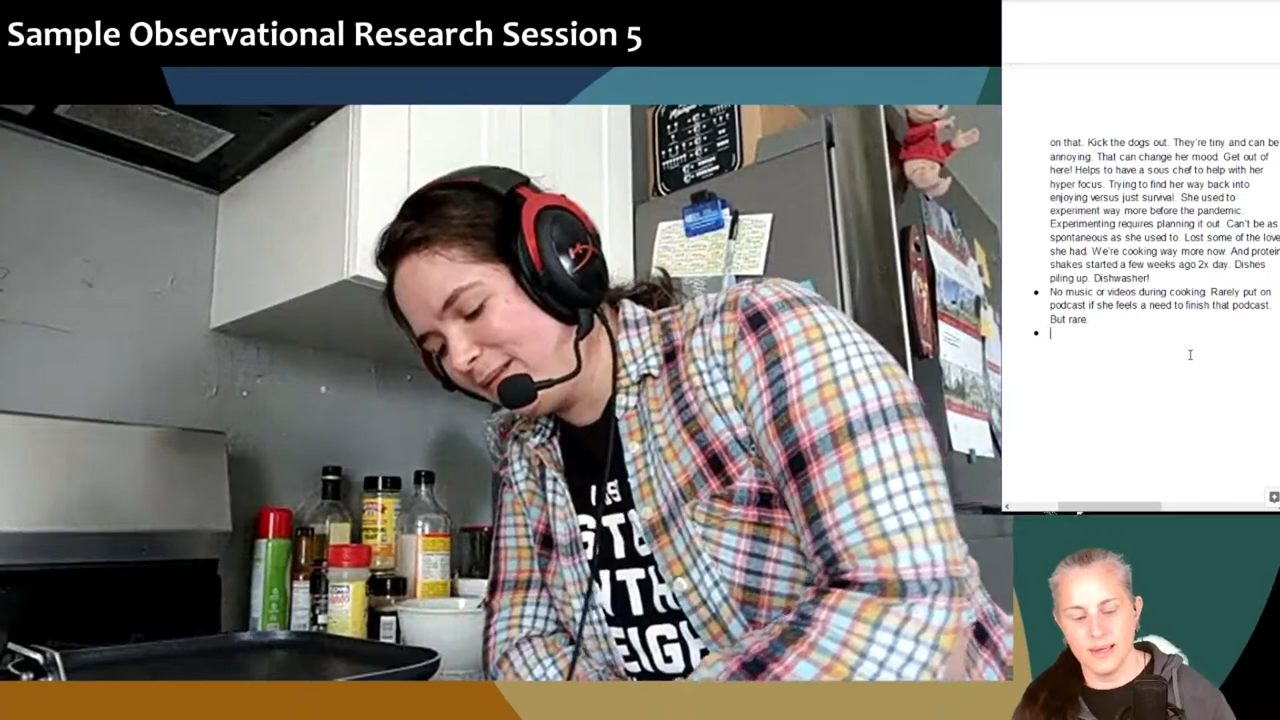 Sample Observational Research Session 5
on that. Kick the dogs out. They're tiny and can be
annoying. That can change her mood. Get out of
here! Helps to have a sous chef to help with her
hyper focus. Trying to find her way back into
enjoying versus just survival. She used to
experiment way more before the pandemic.
Experimenting requires planning it out. Can't be as
spontaneous as she used to. Lost some of the love
she had. We're cooking way more now. And protein
shakes started a few weeks ago 2x day. Dishes
piling up. Dishwasher!
No music or videos during cooking. Rarely put on
podcast if she feels a need to finish that podcast.
But rare.